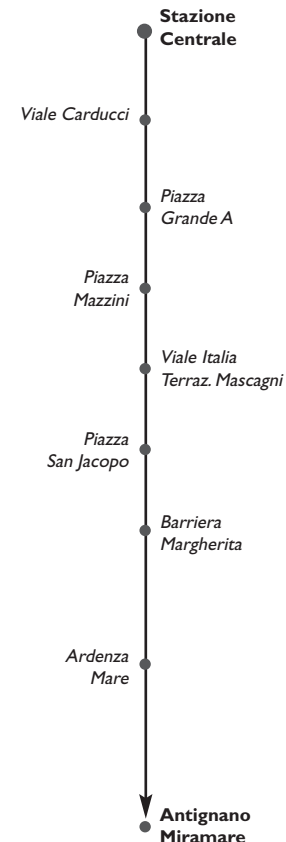 Stazione
Centrale
Viale Carducci
Piazza
Grande A
Piazza
Mazzini
Viale Italia
Terraz. Mascagni
Piazza
San Jacopo
Barriera
Margherita
Ardenza
Mare
Antignano
Miramare